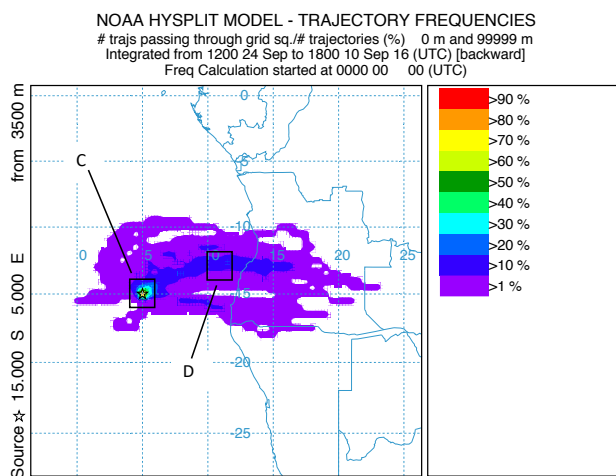 NOAA HYSPLIT MODEL - TRAJECTORY FREQUENCIES
# trajs passing through grid sq./# trajectories (%)    0 m and 99999 m
Integrated from 1200 24 Sep to 1800 10 Sep 16 (UTC) [backward]
Freq Calculation started at 0000 00    00 (UTC)
Source ☆ 15.000 S 5.000 E from 3500 m
C
D
0
-5
-10
0 5 10 15 20 25
-15
-20
-25
>90 %
>80 %
>70 %
>60 %
>50 %
>40 %
>30 %
>20 %
>10 %
>1 %